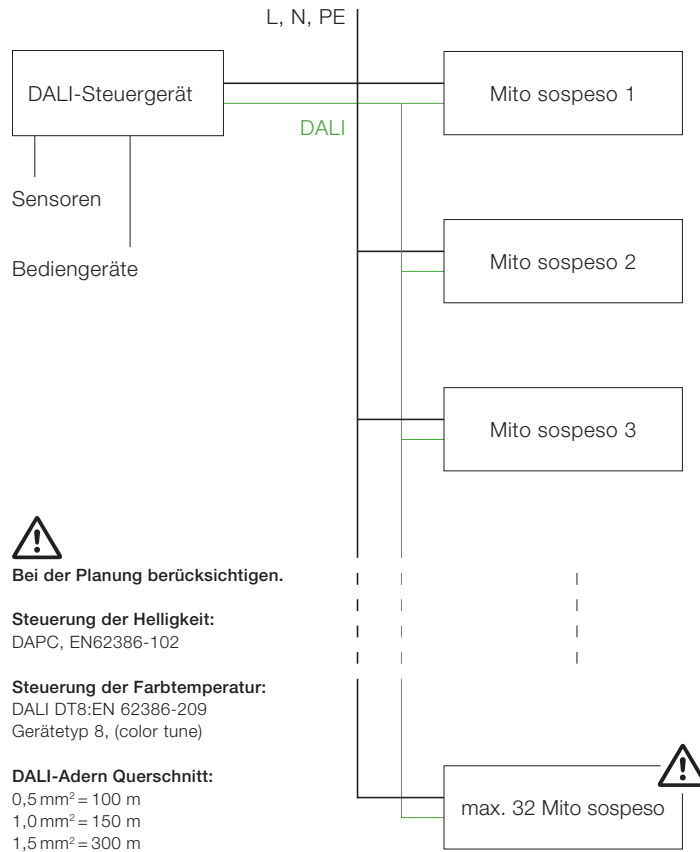 L, N, PE
DALI-Steuergerät
Mito sospeso 1
DALI
Sensoren
Mito sospeso 2
Bediengeräte
Mito sospeso 3
Bei der Planung berücksichtigen.
Steuerung der Helligkeit:
DAPC, EN62386-102
Steuerung der Farbtemperatur:
DALI DT8:EN 62386-209
Gerätetyp 8, (color tune)
DALI-Adern Querschnitt:
0,5 mm² = 100 m
1,0 mm² = 150 m
1,5 mm² = 300 m
max. 32 Mito sospeso